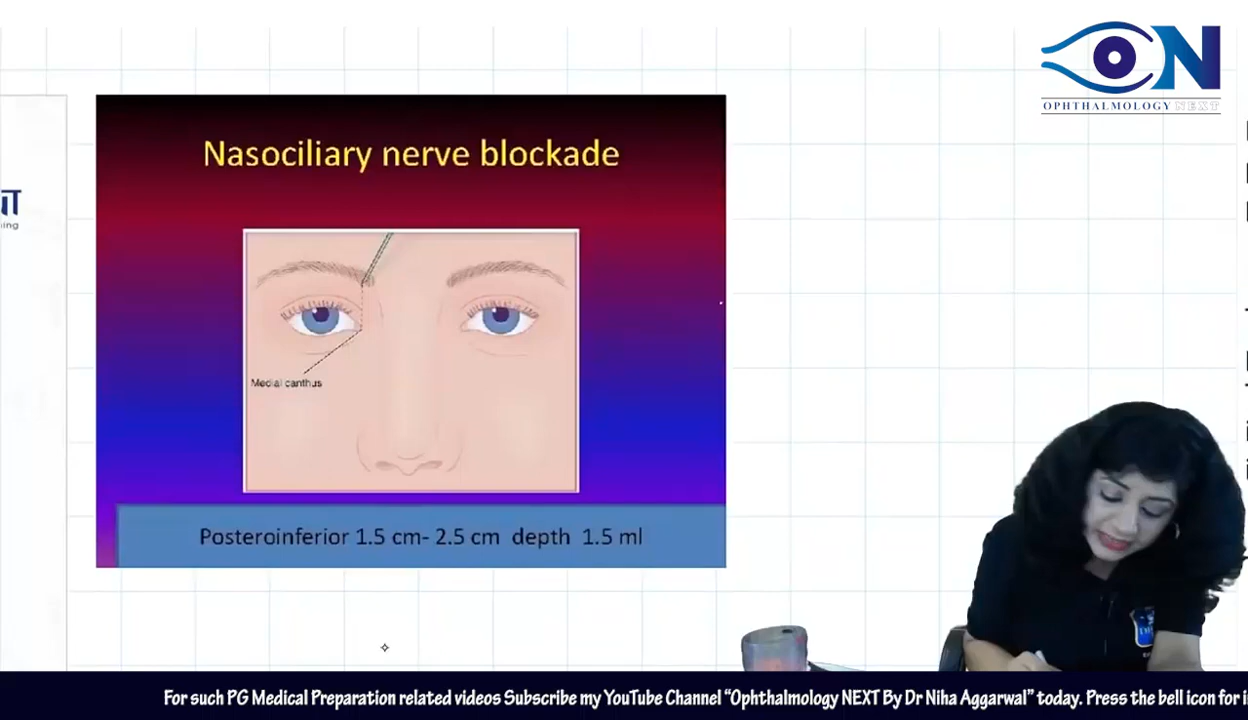 ON
OPHTHALMOLOGY NEXT
ing
Nasociliary nerve blockade
Medial canthus
Posteroinferior 1.5 cm- 2.5 cm depth 1.5 ml
For such PG Medical Preparation related videos Subscribe my YouTube Channel “Ophthalmology NEXT By Dr Niha Aggarwal” today. Press the bell icon for i